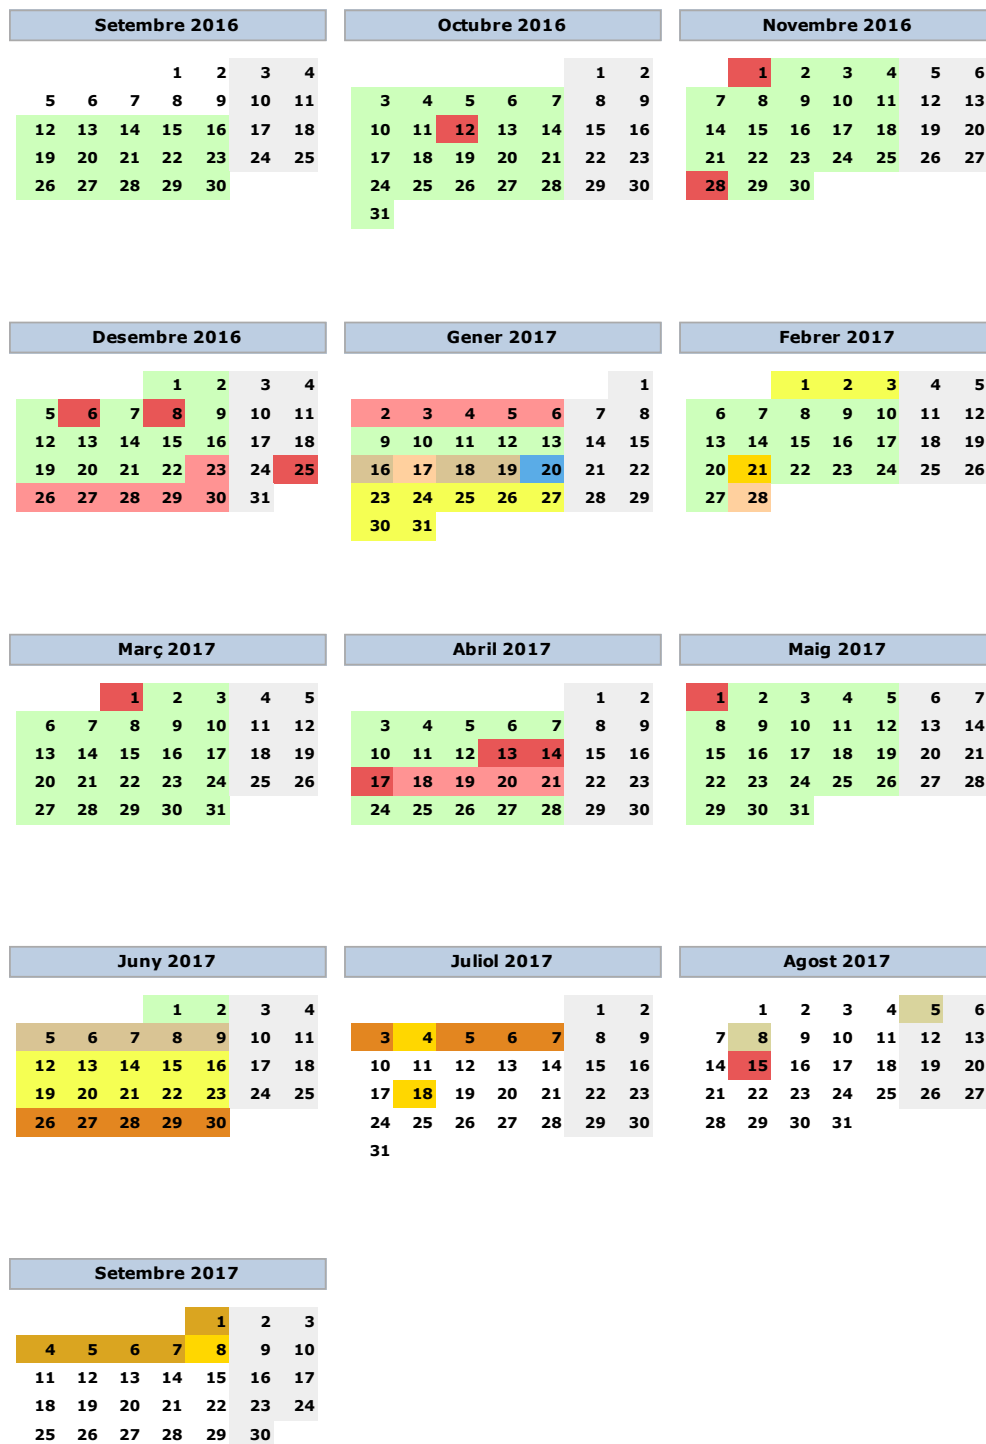 Setembre 2016 Octubre 2016 Novembre 2016
1 2 3 4 1 2 1 2 3 4 5 6
5 6 7 8 9 10 11 3 4 5 6 7 8 9 7 8 9 10 11 12 13
12 13 14 15 16 17 18 10 11 12 13 14 15 16 14 15 16 17 18 19 20
19 20 21 22 23 24 25 17 18 19 20 21 22 23 21 22 23 24 25 26 27
26 27 28 29 30 24 25 26 27 28 29 30 28 29 30
31
Desembre 2016 Gener 2017 Febrer 2017
1 2 3 4 1 1 2 3 4 5
5 6 7 8 9 10 11 2 3 4 5 6 7 8 6 7 8 9 10 11 12
12 13 14 15 16 17 18 9 10 11 12 13 14 15 13 14 15 16 17 18 19
19 20 21 22 23 24 25 16 17 18 19 20 21 22 20 21 22 23 24 25 26
26 27 28 29 30 31 23 24 25 26 27 28 29 27 28
30 31
Març 2017 Abril 2017 Maig 2017
1 2 3 4 5 1 2 1 2 3 4 5 6 7
6 7 8 9 10 11 12 3 4 5 6 7 8 9 8 9 10 11 12 13 14
13 14 15 16 17 18 19 10 11 12 13 14 15 16 15 16 17 18 19 20 21
20 21 22 23 24 25 26 17 18 19 20 21 22 23 22 23 24 25 26 27 28
27 28 29 30 31 24 25 26 27 28 29 30 29 30 31
Juny 2017 Juliol 2017 Agost 2017
1 2 3 4 1 2 1 2 3 4 5 6
5 6 7 8 9 10 11 3 4 5 6 7 8 9 7 8 9 10 11 12 13
12 13 14 15 16 17 18 10 11 12 13 14 15 16 14 15 16 17 18 19 20
19 20 21 22 23 24 25 17 18 19 20 21 22 23 21 22 23 24 25 26 27
26 27 28 29 30 24 25 26 27 28 29 30 28 29 30 31
31
Setembre 2017
1 2 3
4 5 6 7 8 9 10
11 12 13 14 15 16 17
18 19 20 21 22 23 24
25 26 27 28 29 30